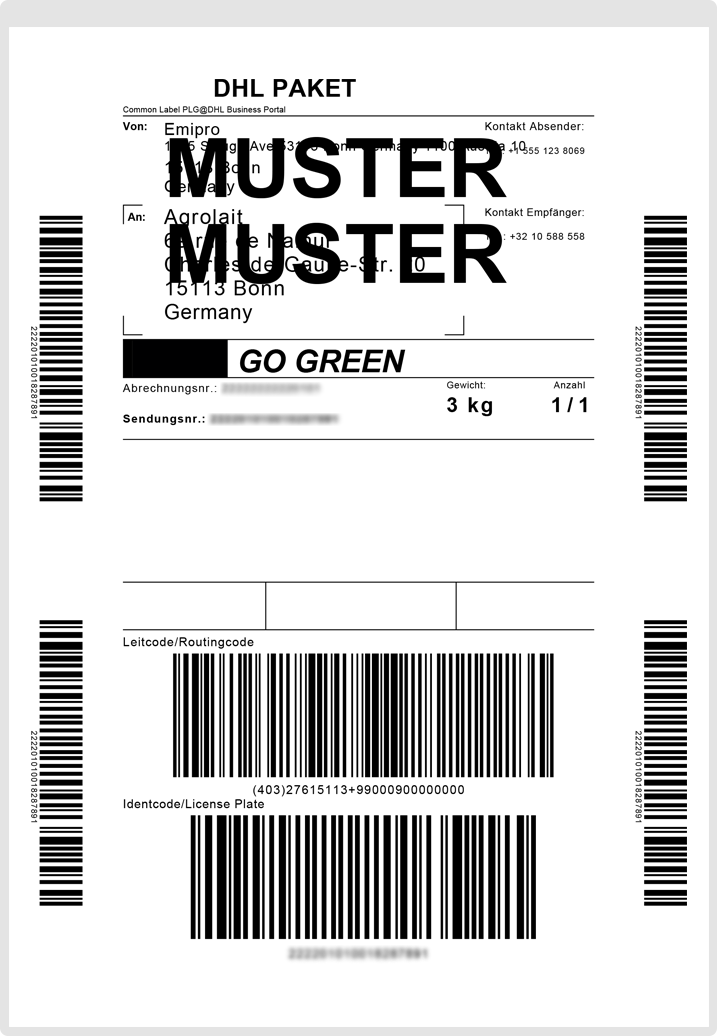 DHL PAKET
Common Label PLG@DHL Business Portal
Von:
Emipro
Kontakt Absender:
+1 555 123 8069
MUSTER
Germany
An:
Agrolait
Kontakt Empfänger:
: +32 10 588 558
MUSTER
15113 Bonn
Germany
GO GREEN
Abrechnungsnr.:
Gewicht:
Anzahl
3 kg
1 / 1
Sendungsnr.:
222201010018287891
222201010018287891
Leitcode/Routingcode
222201010018287891
222201010018287891
(403)27615113+99000900000000
Identcode/License Plate